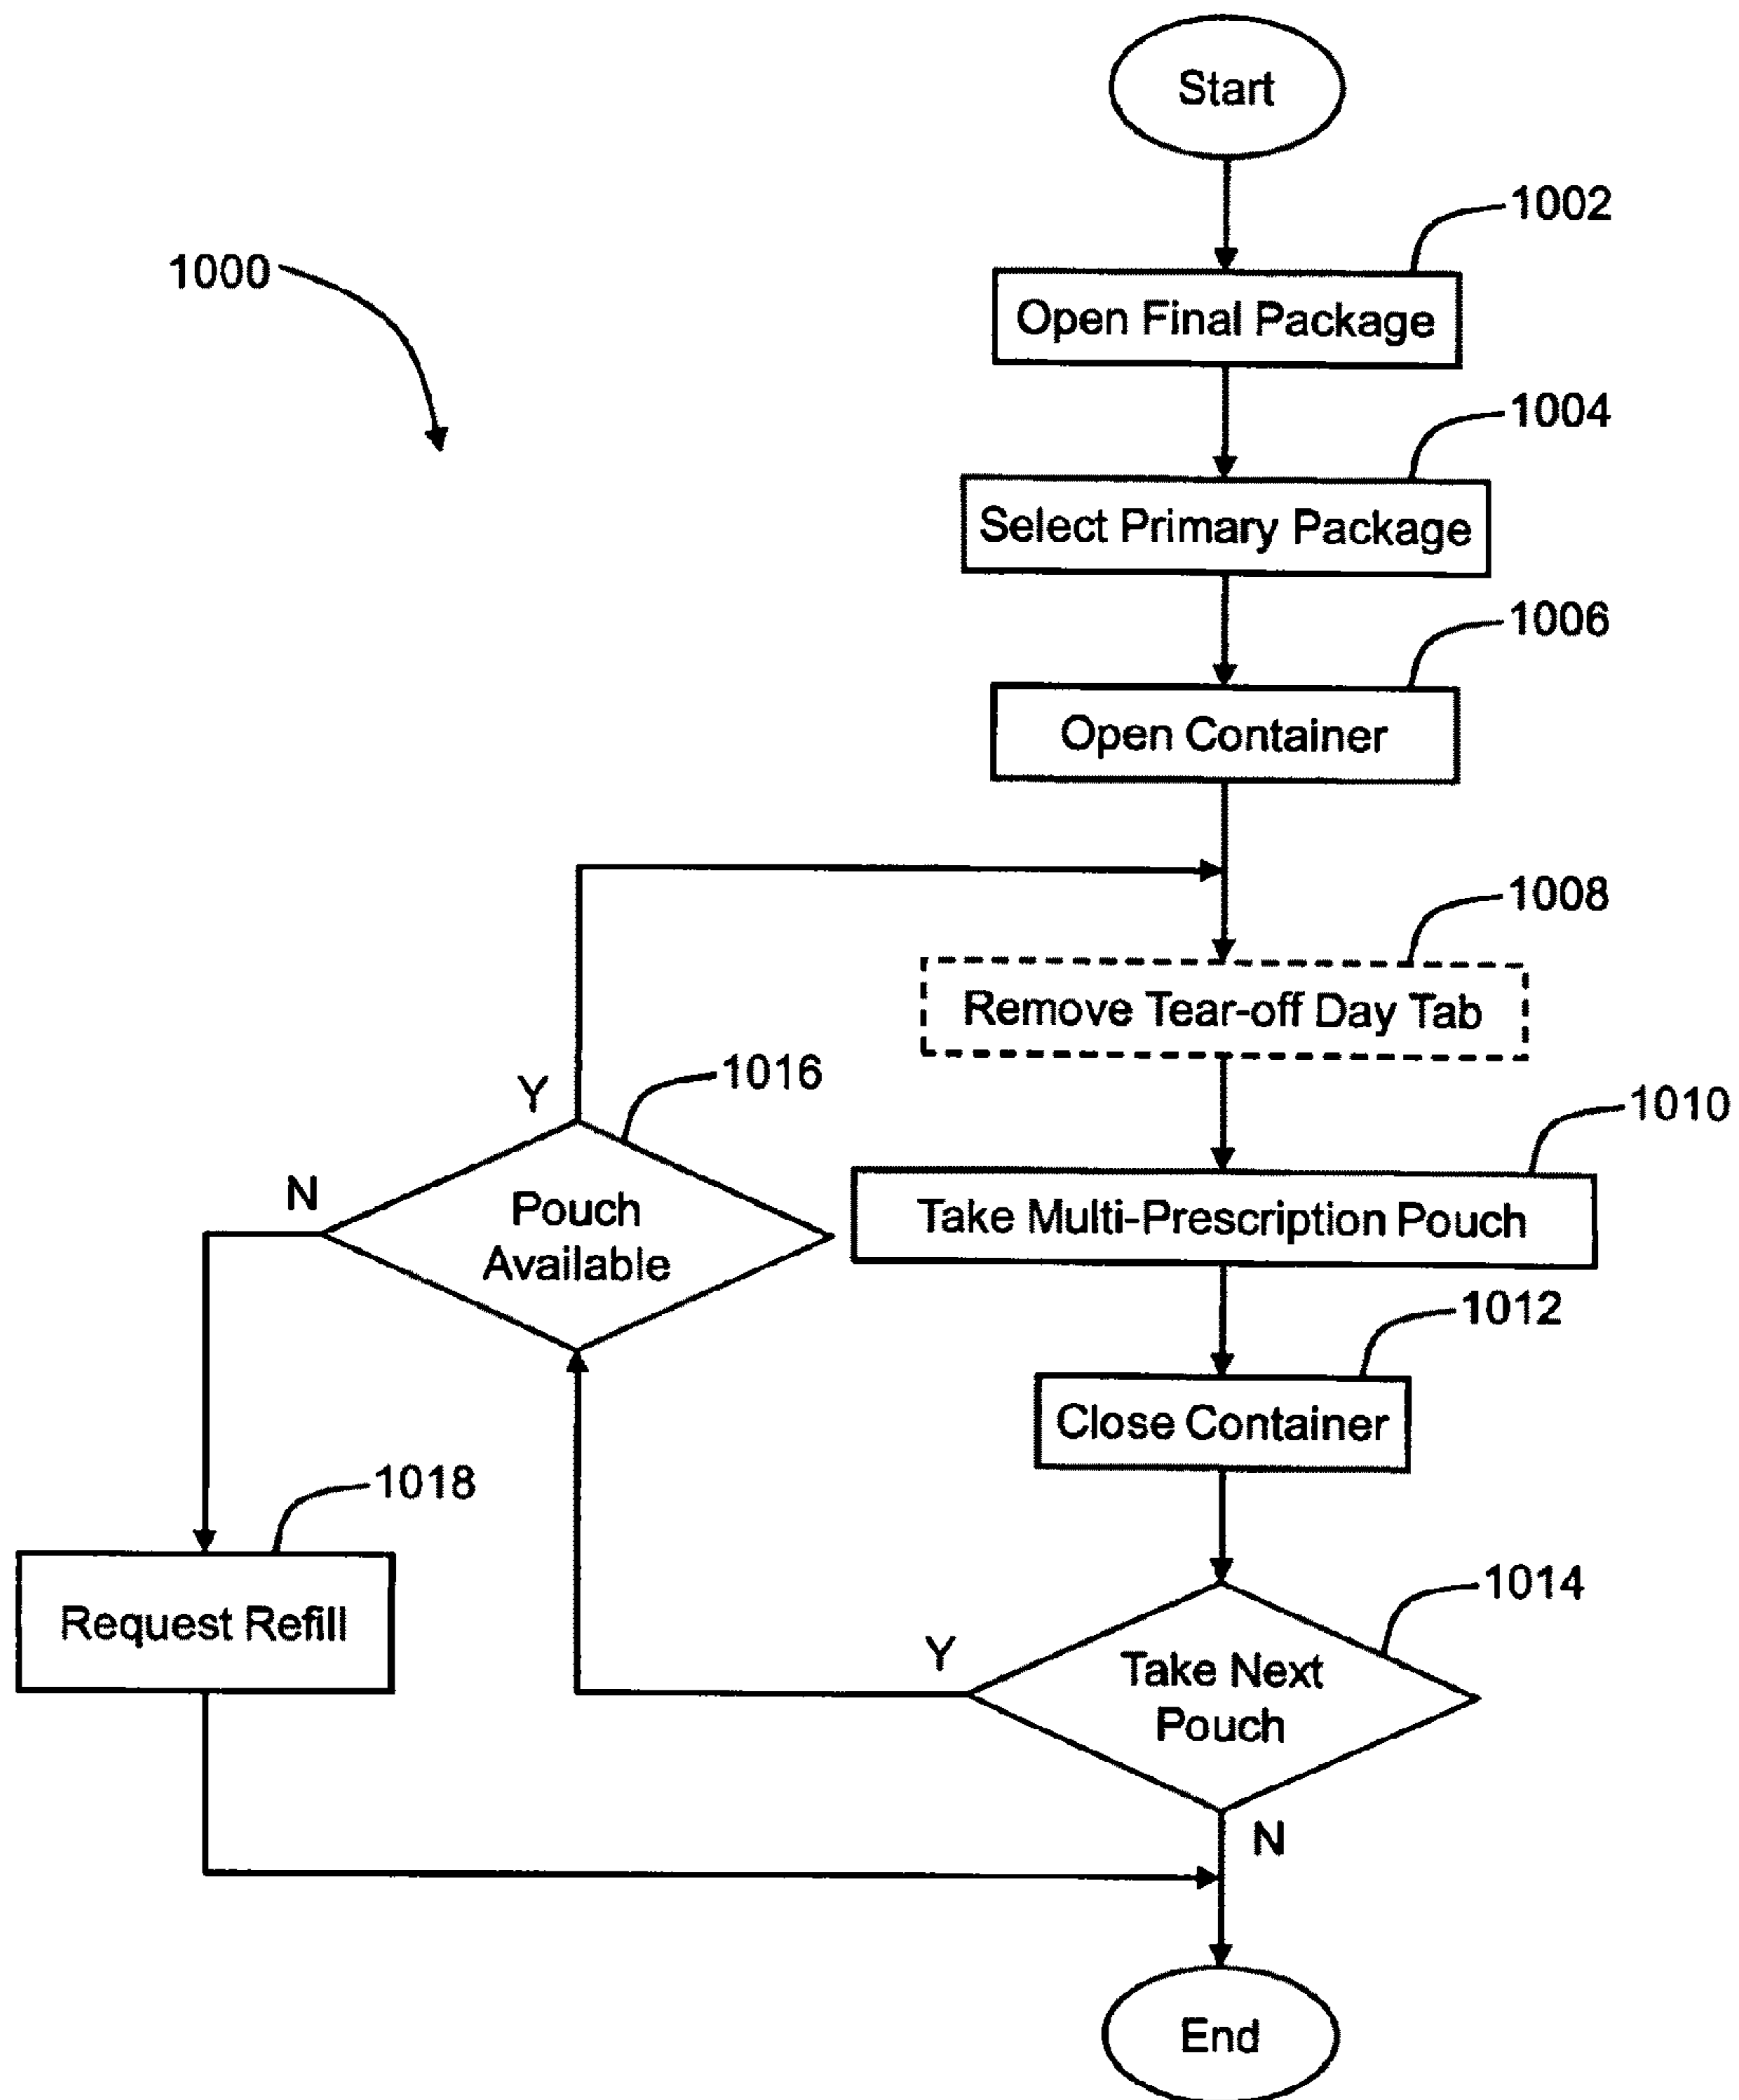 Start
1002
1000
Open Final Package
1004
Select Primary Package
1006
Open Container
1008
Remove Tear-off Day Tab
1016
Y
1010
N
Pouch
Available
Take Multi-Prescription Pouch
1012
Close Container
1018
1014
Request Refill
Y
Take Next
Pouch
N
End